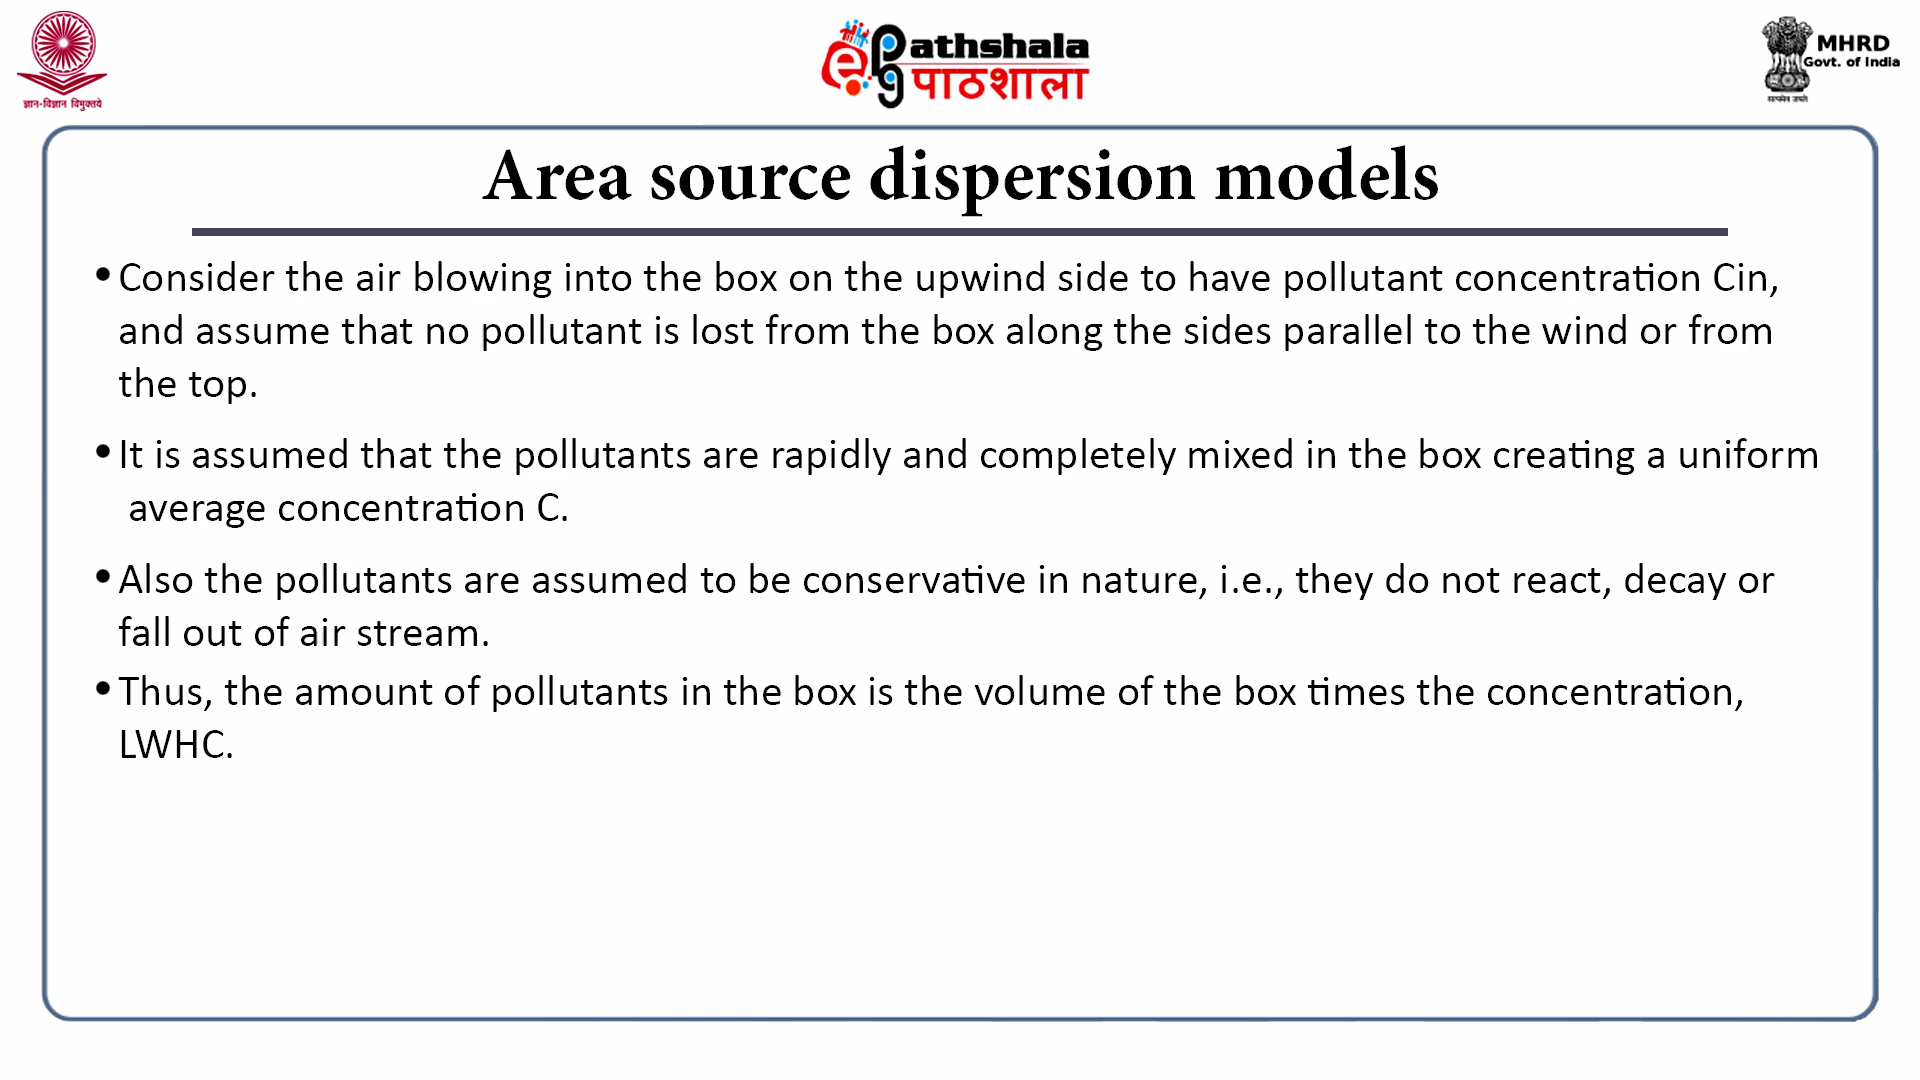 ज्ञान-विज्ञान विमुक्तये
ePGPathshala
पाठशाला
MHRD
Govt. of India
सत्यमेव जयते
Area source dispersion models
•Consider the air blowing into the box on the upwind side to have pollutant concentration Cin,
and assume that no pollutant is lost from the box along the sides parallel to the wind or from
the top.
•It is assumed that the pollutants are rapidly and completely mixed in the box creating a uniform
average concentration C.
•Also the pollutants are assumed to be conservative in nature, i.e., they do not react, decay or
fall out of air stream.
•Thus, the amount of pollutants in the box is the volume of the box times the concentration,
LWHC.